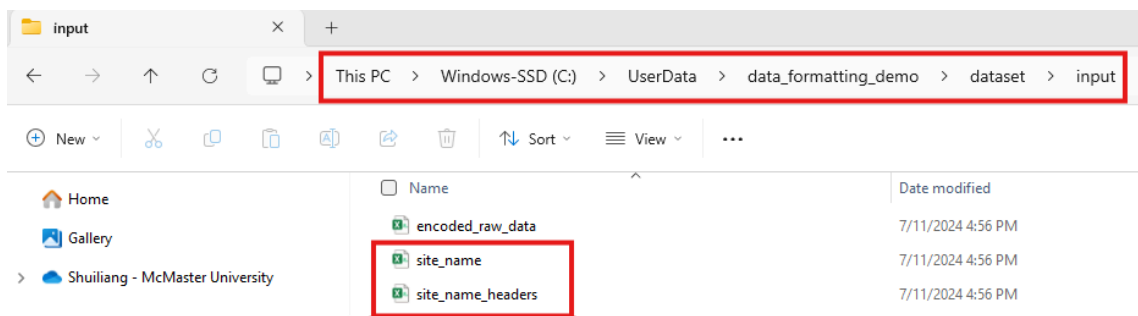 input
This PC > Windows-SSD (C:) > UserData > data_formatting_demo > dataset > input
New Sort View ...
Home
Gallery
Shuiliang - McMaster University
Name Date modified
encoded_raw_data 7/11/2024 4:56 PM
site_name 7/11/2024 4:56 PM
site_name_headers 7/11/2024 4:56 PM